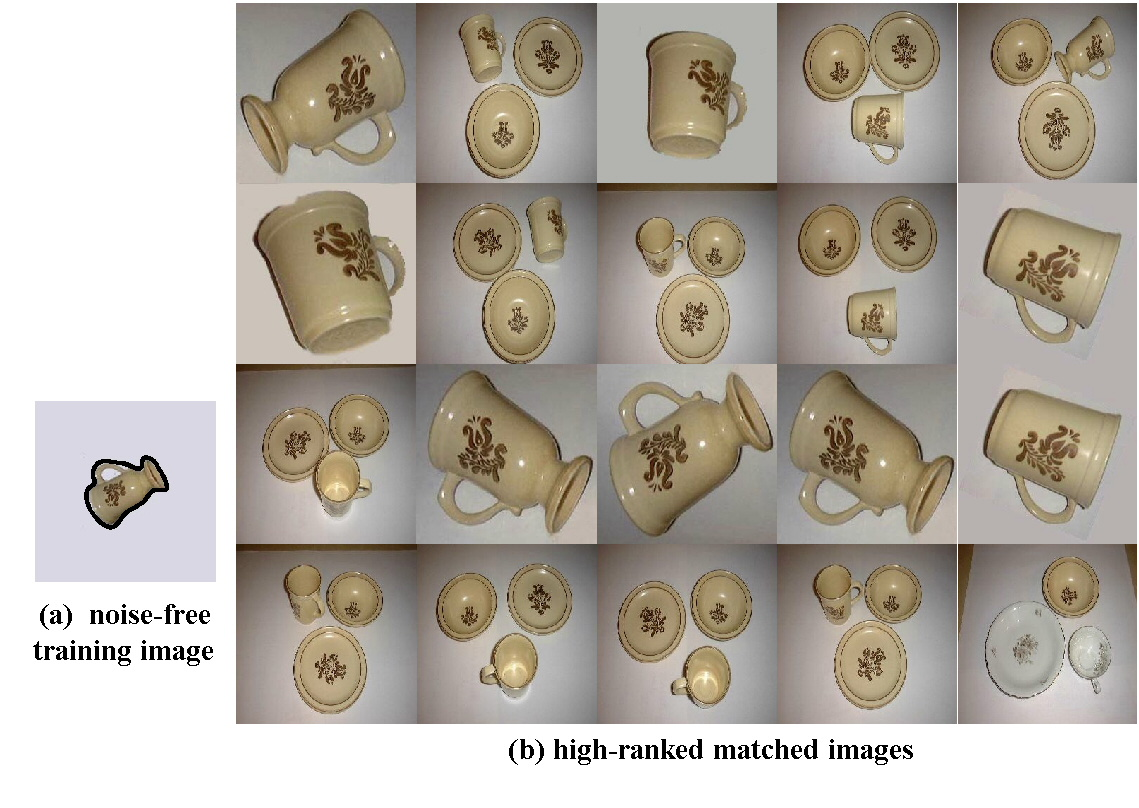 (a) noise-free
training image
(b) high-ranked matched images